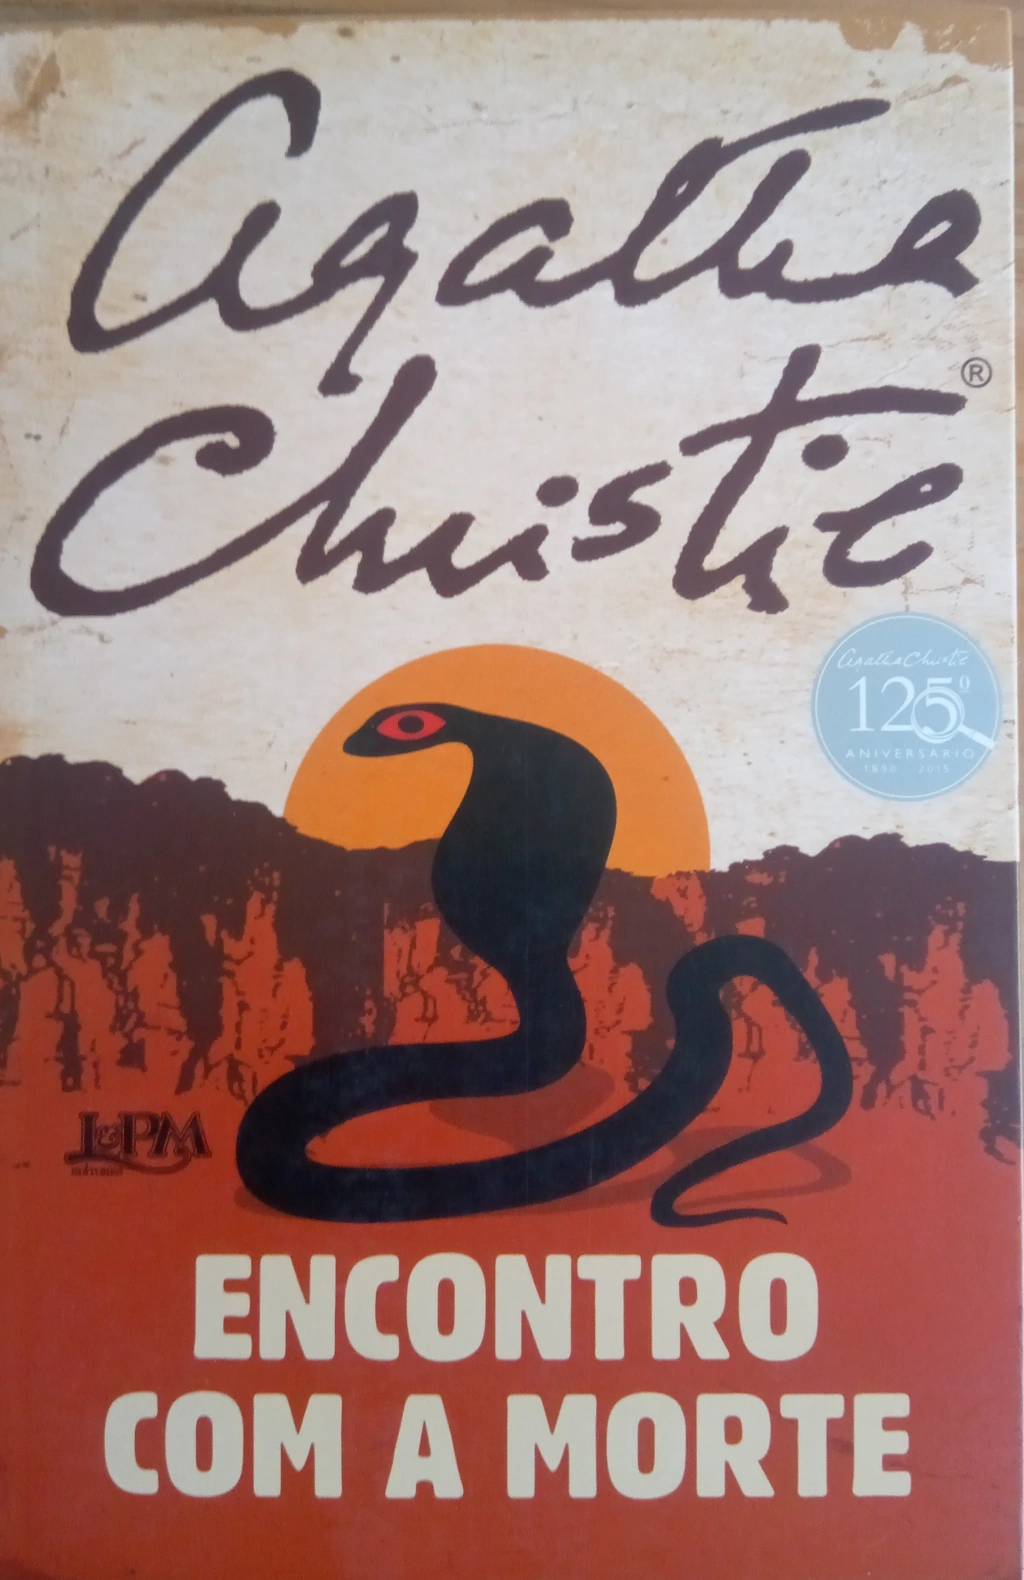 Agatha
Christie®
Agatha Christie
125º
ANIVERSÁRIO
1890 2015
L&PM
ENCONTRO
COM A MORTE